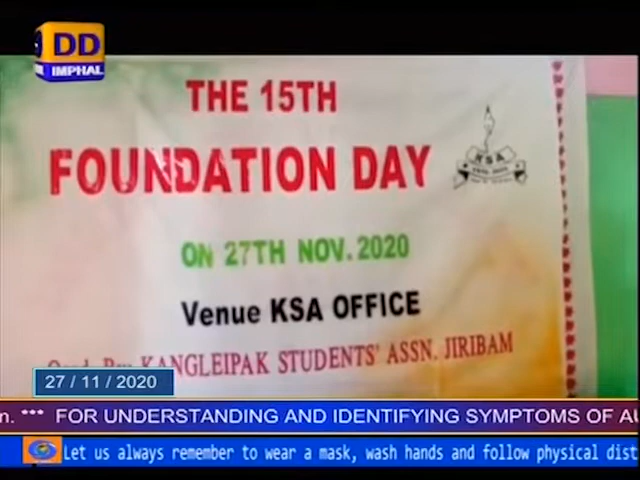 DD
IMPHAL
THE 15TH
FOUNDATION DAY
KSA
ON 27TH NOV. 2020
Venue KSA OFFICE
KANGLEIPAK STUDENTS' ASSN. JIRIBAM
27 / 11 / 2020
n. *** FOR UNDERSTANDING AND IDENTIFYING SYMPTOMS OF AU
Let us always remember to wear a mask, wash hands and follow physical dist